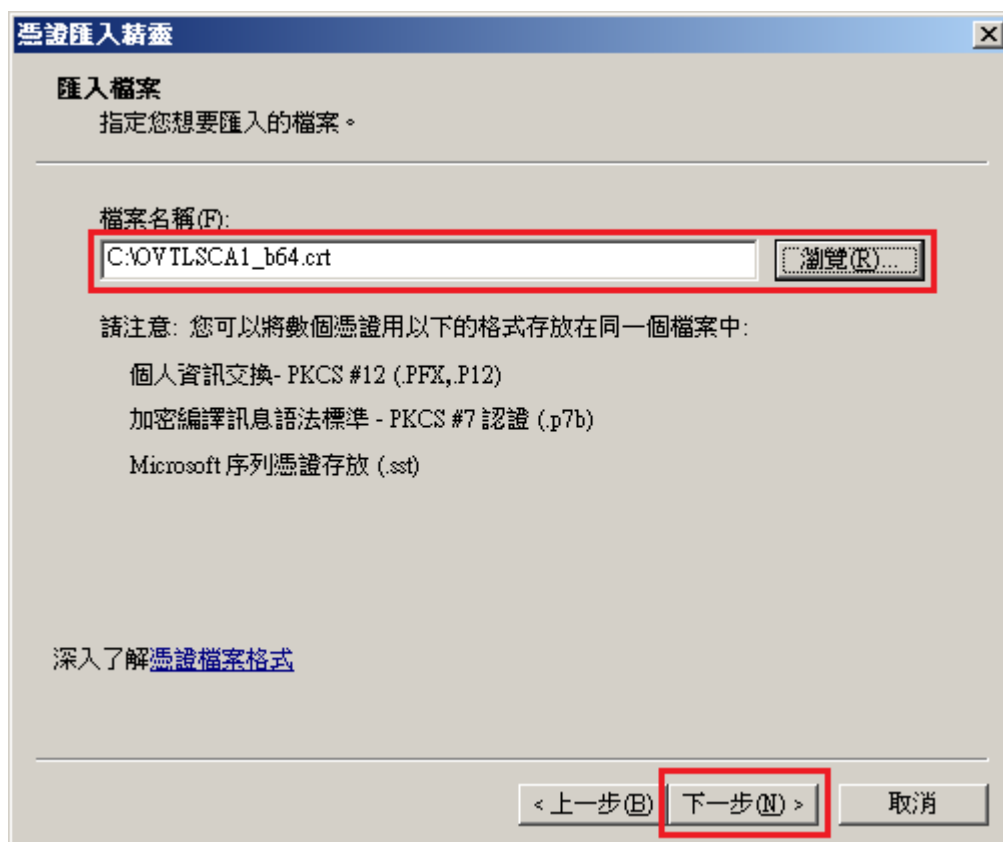 憑證匯入精靈
匯入檔案
指定您想要匯入的檔案。
檔案名稱(F):
C:\OVTLSCA1_b64.crt
瀏覽(R)...
請注意: 您可以將數個憑證用以下的格式存放在同一個檔案中:
個人資訊交換- PKCS #12 (.PFX,.P12)
加密編譯訊息語法標準 - PKCS #7 認證 (.p7b)
Microsoft 序列憑證存放 (.sst)
深入了解憑證檔案格式
< 上一步(B) 下一步(N) > 取消